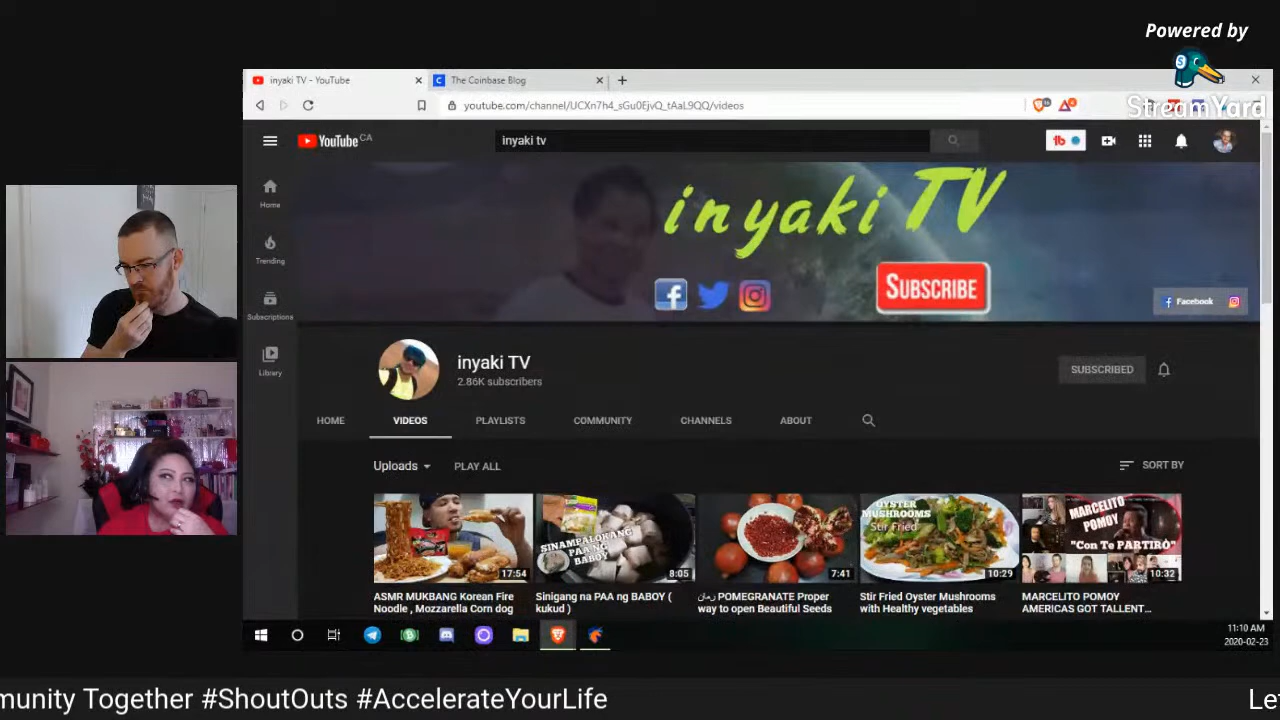 Powered by
StreamYard
inyaki TV - YouTube
The Coinbase Blog
youtube.com/channel/UCXn7h4_sGu0EjvQ_tAaL9QQ/videos
YouTube CA
inyaki tv
Home
Trending
Subscriptions
Library
inyaki TV
SUBSCRIBE
Facebook
inyaki TV
2.86K subscribers
SUBSCRIBED
HOME VIDEOS PLAYLISTS COMMUNITY CHANNELS ABOUT
Uploads PLAY ALL SORT BY
17:54
SINAMPALOKANG
PAA NG
BABOY
8:05
7:41
OYSTER
MUSHROOMS
Stir Fried
10:29
MARCELITO
POMOY
"Con Te PARTIRÓ"
10:32
ASMR MUKBANG Korean Fire
Noodle , Mozzarella Corn dog
Sinigang na PAA ng BABOY (
kukud )
رمان POMEGRANATE Proper
way to open Beautiful Seeds
Stir Fried Oyster Mushrooms
with Healthy vegetables
MARCELITO POMOY
AMERICAS GOT TALENT...
11:10 AM
2020-02-23
munity Together #ShoutOuts #AccelerateYourLife
Le